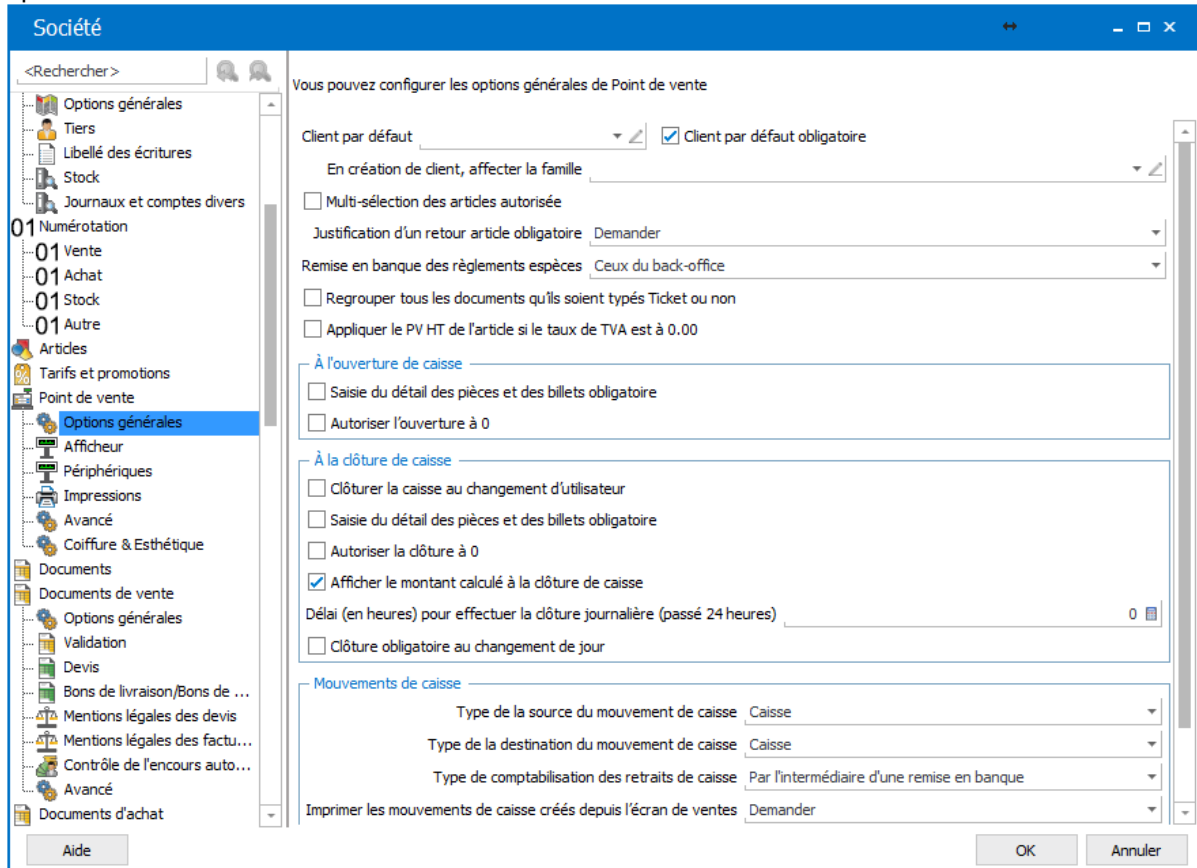 Société
<Rechercher>
Options générales
Tiers
Libellé des écritures
Stock
Journaux et comptes divers
01 Numérotation
01 Vente
01 Achat
01 Stock
01 Autre
Articles
Tarifs et promotions
Point de vente
Options générales
Afficheur
Périphériques
Impressions
Avancé
Coiffure & Esthétique
Documents
Documents de vente
Options générales
Validation
Devis
Bons de livraison/Bons de ...
Mentions légales des devis
Mentions légales des factu...
Contrôle de l'encours auto...
Avancé
Documents d'achat
Vous pouvez configurer les options générales de Point de vente
Client par défaut Client par défaut obligatoire
En création de client, affecter la famille
Multi-sélection des articles autorisée
Justification d'un retour article obligatoire Demander
Remise en banque des règlements espèces Ceux du back-office
Regrouper tous les documents qu'ils soient typés Ticket ou non
Appliquer le PV HT de l'article si le taux de TVA est à 0.00
À l'ouverture de caisse
Saisie du détail des pièces et des billets obligatoire
Autoriser l'ouverture à 0
À la clôture de caisse
Clôturer la caisse au changement d'utilisateur
Saisie du détail des pièces et des billets obligatoire
Autoriser la clôture à 0
Afficher le montant calculé à la clôture de caisse
Délai (en heures) pour effectuer la clôture journalière (passé 24 heures) 0
Clôture obligatoire au changement de jour
Mouvements de caisse
Type de la source du mouvement de caisse Caisse
Type de la destination du mouvement de caisse Caisse
Type de comptabilisation des retraits de caisse Par l'intermédiaire d'une remise en banque
Imprimer les mouvements de caisse créés depuis l'écran de ventes Demander
Aide
OK
Annuler